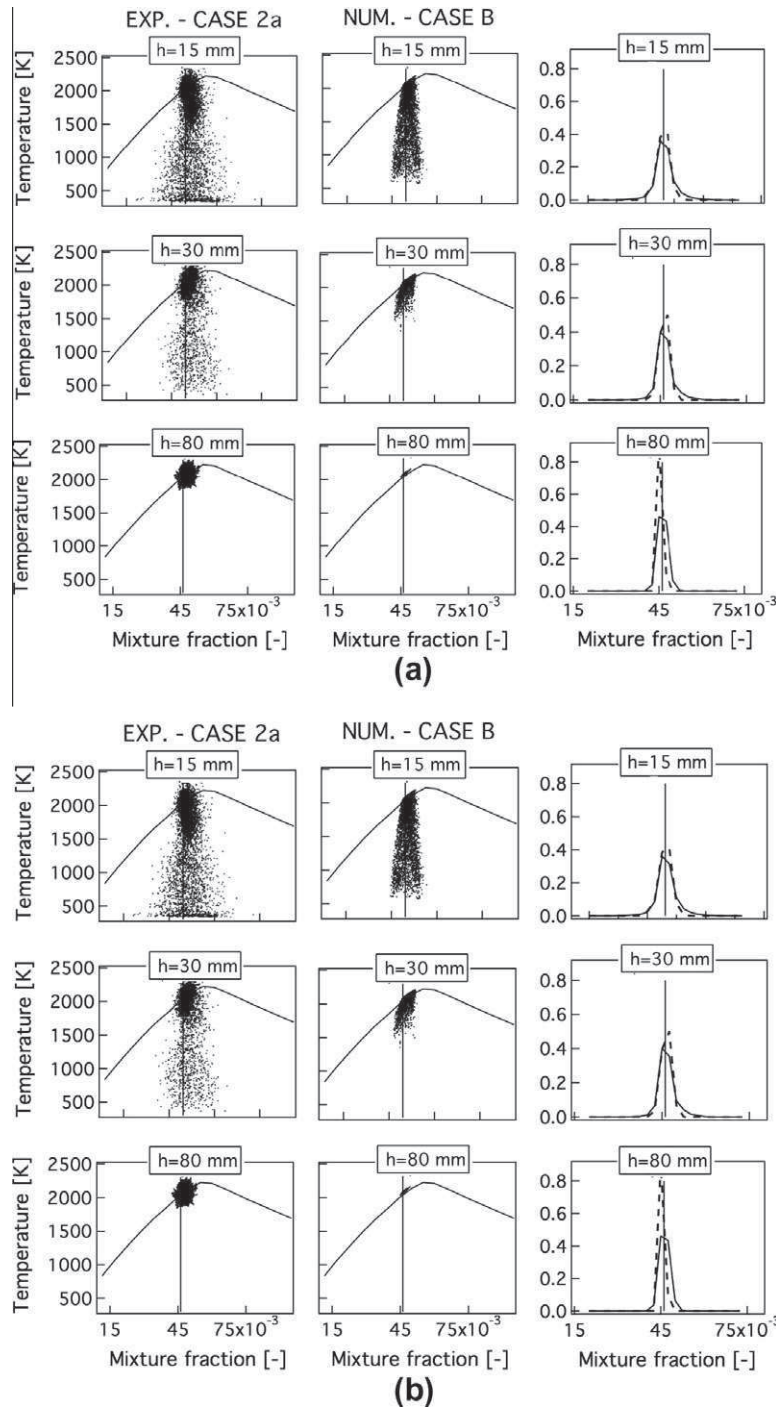 EXP. - CASE 2a
NUM. - CASE B
h=15 mm
h=15 mm
h=15 mm
Temperature [K]
2500
2000
1500
1000
500
0.8
0.6
0.4
0.2
0.0
h=30 mm
h=30 mm
h=30 mm
Temperature [K]
2500
2000
1500
1000
500
0.8
0.6
0.4
0.2
0.0
h=80 mm
h=80 mm
h=80 mm
Temperature [K]
2500
2000
1500
1000
500
0.8
0.6
0.4
0.2
0.0
15 45 75x10-3
15 45 75x10-3
15 45 75x10-3
Mixture fraction [-]
Mixture fraction [-]
Mixture fraction [-]
(a)
EXP. - CASE 2a
NUM. - CASE B
h=15 mm
h=15 mm
h=15 mm
Temperature [K]
2500
2000
1500
1000
500
0.8
0.6
0.4
0.2
0.0
h=30 mm
h=30 mm
h=30 mm
Temperature [K]
2500
2000
1500
1000
500
0.8
0.6
0.4
0.2
0.0
h=80 mm
h=80 mm
h=80 mm
Temperature [K]
2500
2000
1500
1000
500
0.8
0.6
0.4
0.2
0.0
15 45 75x10-3
15 45 75x10-3
15 45 75x10-3
Mixture fraction [-]
Mixture fraction [-]
Mixture fraction [-]
(b)